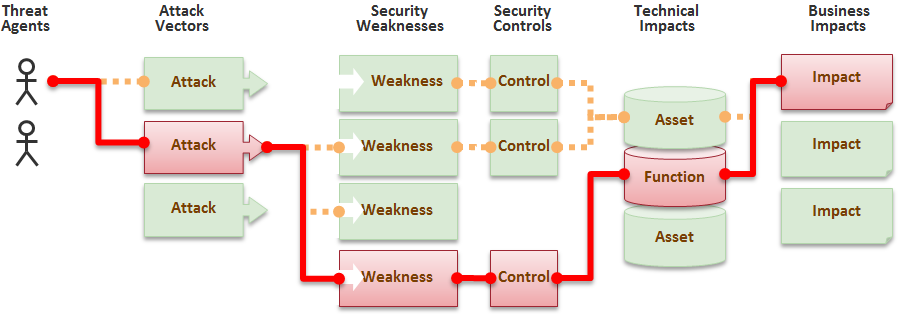 Threat Agents
Attack Vectors
Security Weaknesses
Security Controls
Technical Impacts
Business Impacts
Attack
Weakness
Control
Asset
Impact
Attack
Weakness
Control
Function
Impact
Attack
Weakness
Asset
Impact
Weakness
Control